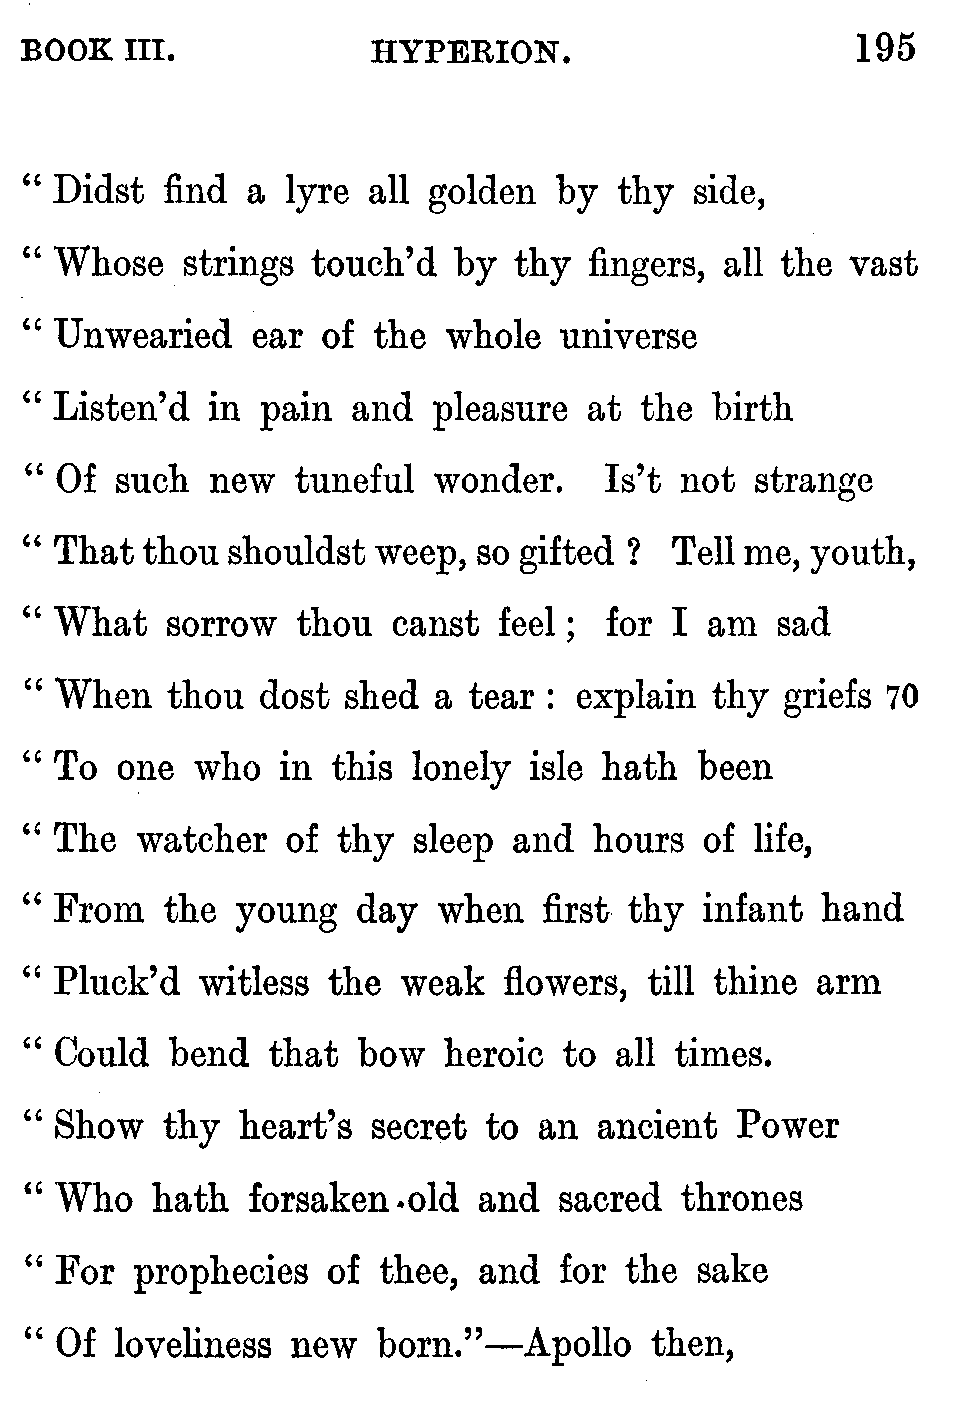 BOOK III. HYPERION. 195
“ Didst find a lyre all golden by thy side,
“ Whose strings touch’d by thy fingers, all the vast
“ Unwearied ear of the whole universe
“ Listen’d in pain and pleasure at the birth
“ Of such new tuneful wonder. Is’t not strange
“ That thou shouldst weep, so gifted ? Tell me, youth,
“ What sorrow thou canst feel ; for I am sad
“ When thou dost shed a tear : explain thy griefs 70
“ To one who in this lonely isle hath been
“ The watcher of thy sleep and hours of life,
“ From the young day when first thy infant hand
“ Pluck’d witless the weak flowers, till thine arm
“ Could bend that bow heroic to all times.
“ Show thy heart’s secret to an ancient Power
“ Who hath forsaken old and sacred thrones
“ For prophecies of thee, and for the sake
“ Of loveliness new born.”—Apollo then,